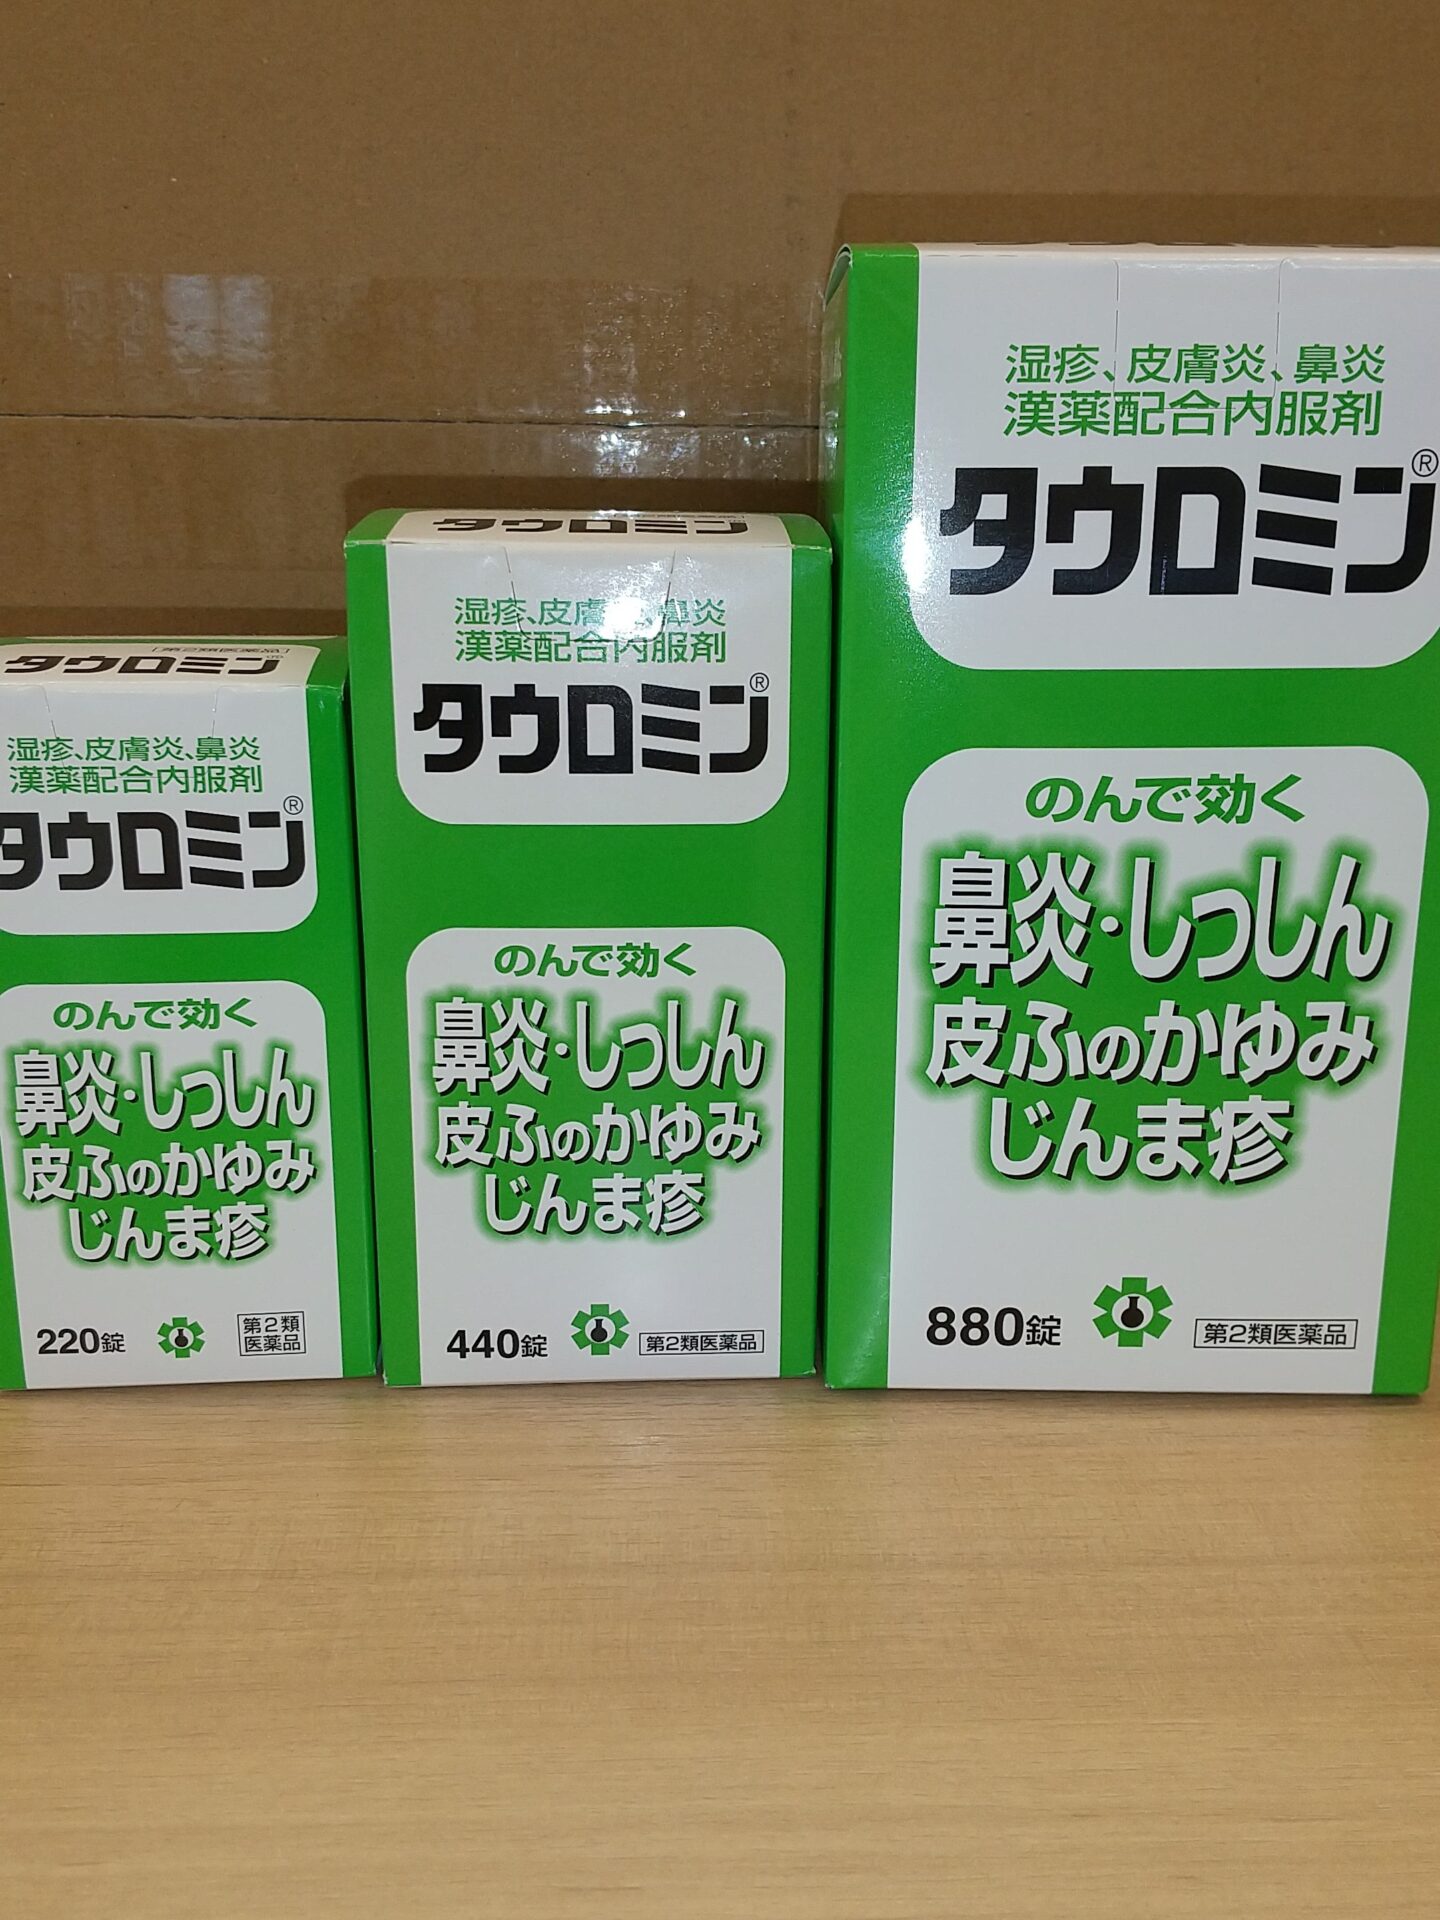 タウロミン
第2類医薬品
湿疹、皮膚炎、鼻炎
漢薬配合内服剤
タウロミン®
のんで効く
鼻炎・しっしん
皮ふのかゆみ
じんま疹
220錠
第2類
医薬品
タウロミン
湿疹、皮膚炎、鼻炎
漢薬配合内服剤
タウロミン®
のんで効く
鼻炎・しっしん
皮ふのかゆみ
じんま疹
440錠
第2類医薬品
湿疹、皮膚炎、鼻炎
漢薬配合内服剤
タウロミン®
のんで効く
鼻炎・しっしん
皮ふのかゆみ
じんま疹
880錠
第2類医薬品